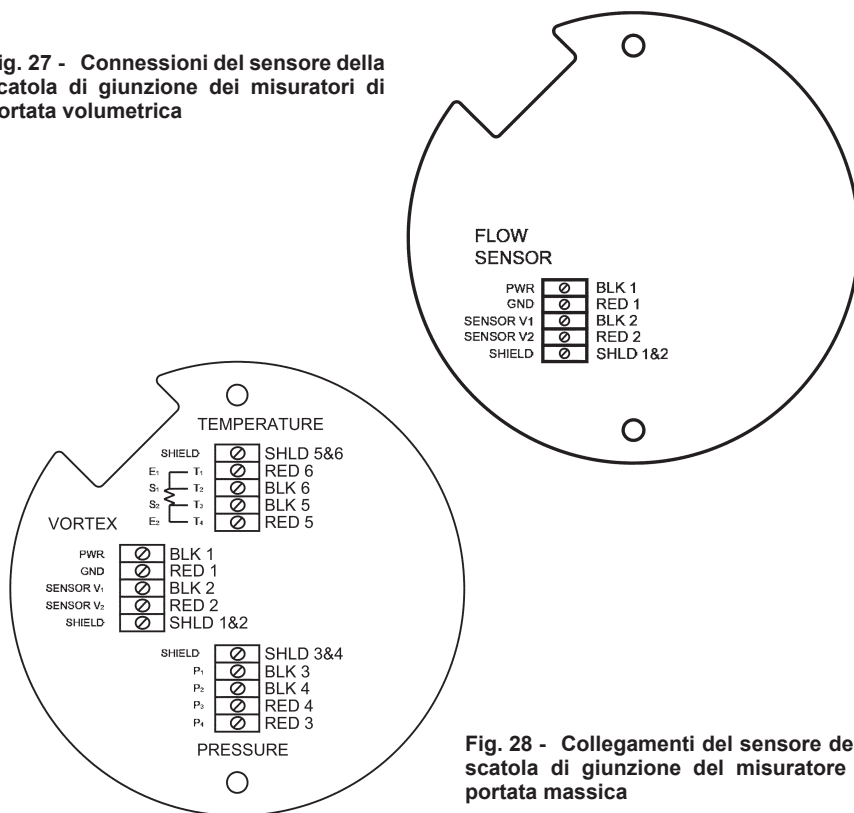 ig. 27 - Connessioni del sensore della
catola di giunzione dei misuratori di
ortata volumetrica
FLOW
SENSOR
PWR BLK 1
GND RED 1
SENSOR V1 BLK 2
SENSOR V2 RED 2
SHIELD SHLD 1&2
TEMPERATURE
SHIELD SHLD 5&6
E1 T1 RED 6
S1 T2 BLK 6
S2 T3 BLK 5
E2 T4 RED 5
VORTEX
PWR BLK 1
GND RED 1
SENSOR V1 BLK 2
SENSOR V2 RED 2
SHIELD SHLD 1&2
SHIELD SHLD 3&4
P1 BLK 3
P2 BLK 4
P3 RED 4
P4 RED 3
PRESSURE
Fig. 28 - Collegamenti del sensore de
scatola di giunzione del misuratore
portata massica